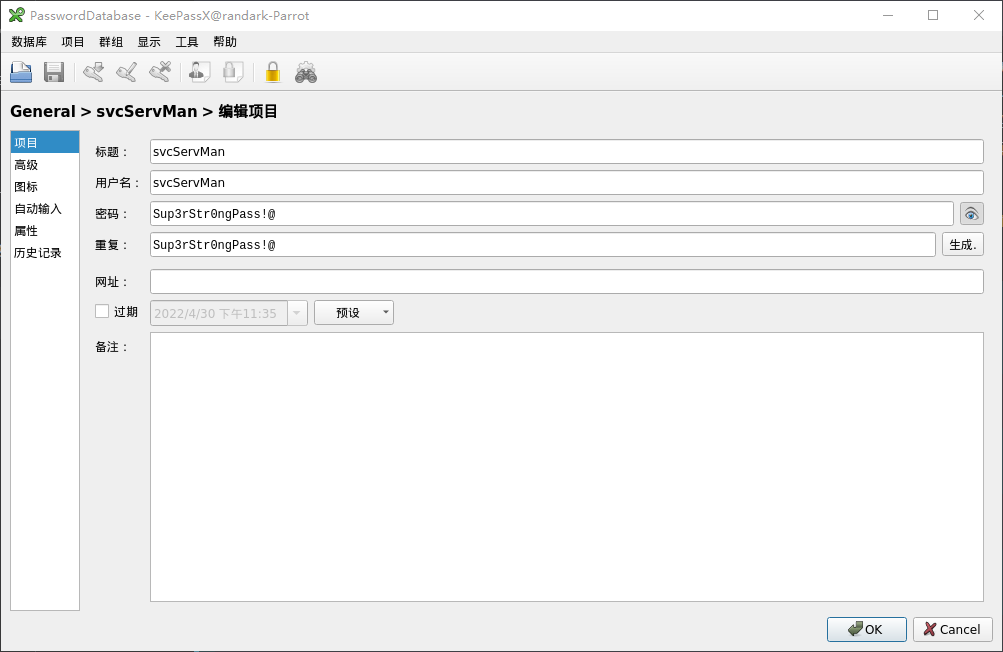 PasswordDatabase - KeePassX@randark-Parrot
数据库 项目 群组 显示 工具 帮助
General > svcServMan > 编辑项目
项目
高级
图标
自动输入
属性
历史记录
标题： svcServMan
用户名： svcServMan
密码： Sup3rStr0ngPass!@
重复： Sup3rStr0ngPass!@ 生成.
网址：
过期 2022/4/30 下午11:35 预设
备注：
OK Cancel